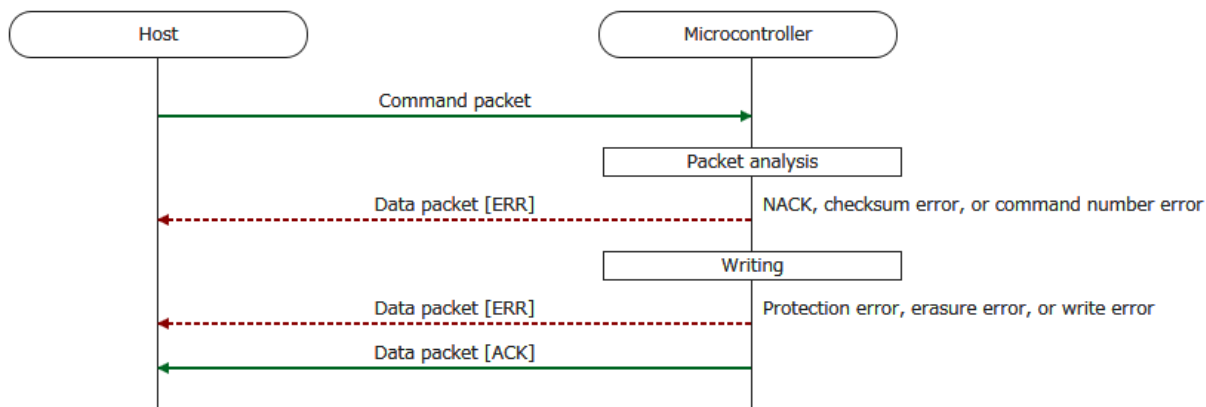 Host
Microcontroller
Command packet
Packet analysis
Data packet [ERR]
NACK, checksum error, or command number error
Writing
Data packet [ERR]
Protection error, erasure error, or write error
Data packet [ACK]